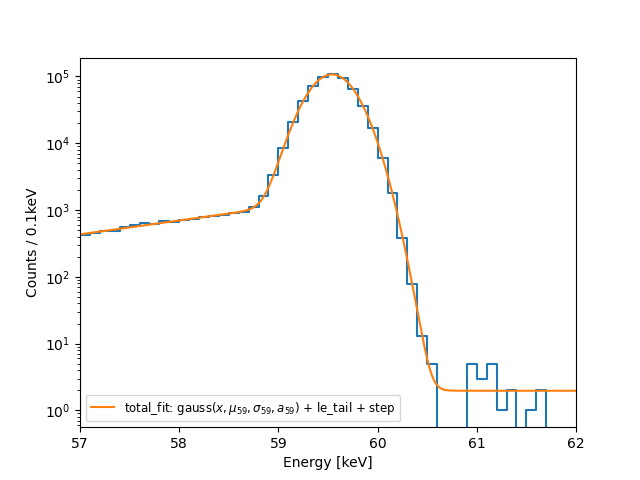 10⁵
10⁴
10³
10²
10¹
10⁰
Counts / 0.1keV
total_fit: gauss(x, μ₅₉, σ₅₉, a₅₉) + le_tail + step
57 58 59 60 61 62
Energy [keV]